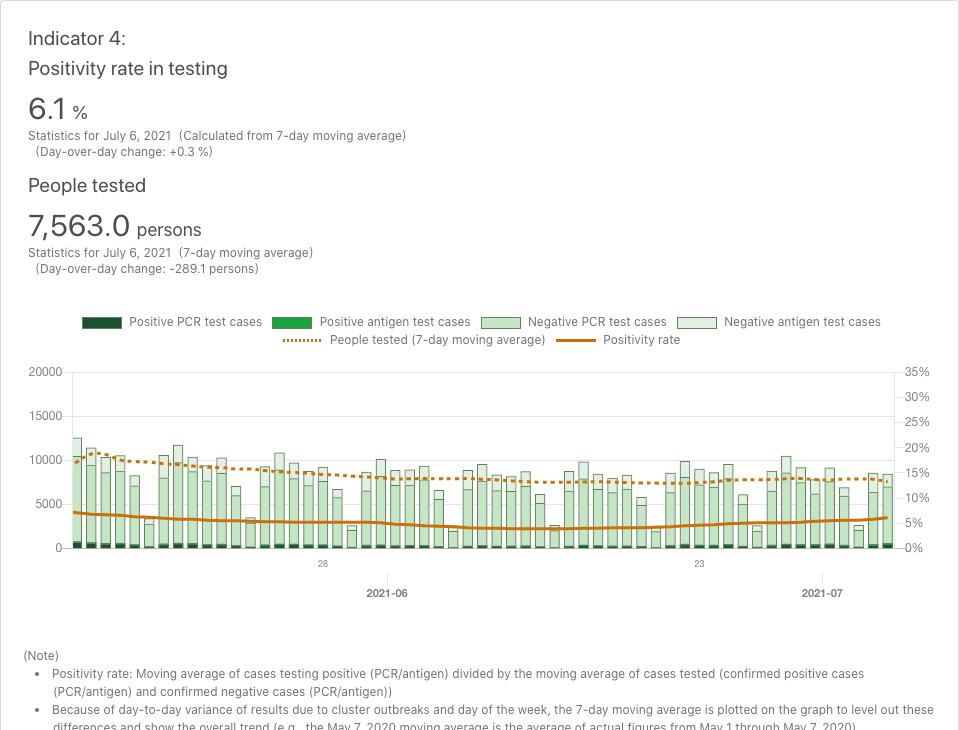 Indicator 4:
Positivity rate in testing
6.1 %
Statistics for July 6, 2021 (Calculated from 7-day moving average)
(Day-over-day change: +0.3 %)
People tested
7,563.0 persons
Statistics for July 6, 2021 (7-day moving average)
(Day-over-day change: -289.1 persons)
Positive PCR test cases Positive antigen test cases Negative PCR test cases Negative antigen test cases
People tested (7-day moving average) Positivity rate
20000 35%
30%
15000
25%
20%
10000
15%
10%
5000
5%
0 0%
28 23
2021-06 2021-07
(Note)
• Positivity rate: Moving average of cases testing positive (PCR/antigen) divided by the moving average of cases tested (confirmed positive cases
(PCR/antigen) and confirmed negative cases (PCR/antigen))
• Because of day-to-day variance of results due to cluster outbreaks and day of the week, the 7-day moving average is plotted on the graph to level out these
differences and show the overall trend (e.g., the May 7, 2020 moving average is the average of actual figures from May 1 through May 7, 2020)